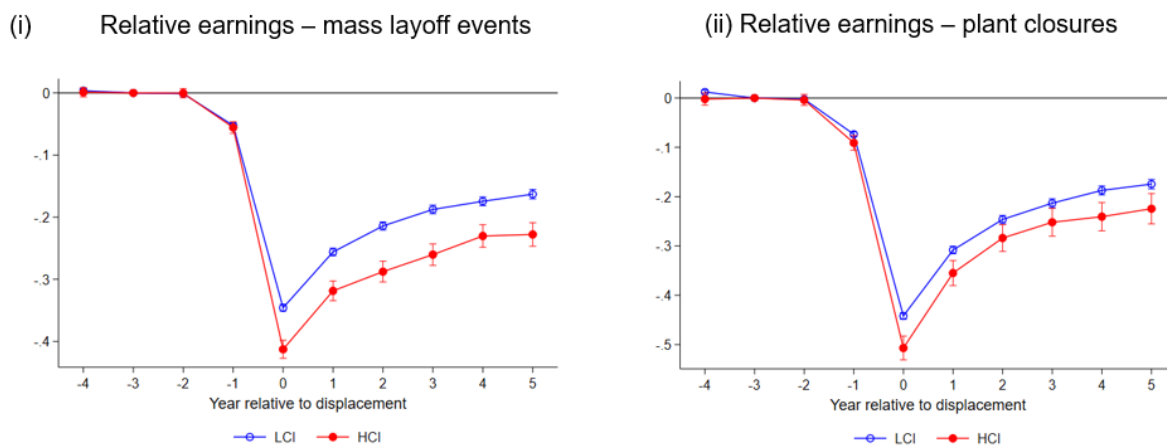 (i) Relative earnings – mass layoff events
0
-.1
-.2
-.3
-.4
-4 -3 -2 -1 0 1 2 3 4 5
Year relative to displacement
LCI HCI
(ii) Relative earnings – plant closures
0
-.1
-.2
-.3
-.4
-.5
-4 -3 -2 -1 0 1 2 3 4 5
Year relative to displacement
LCI HCI